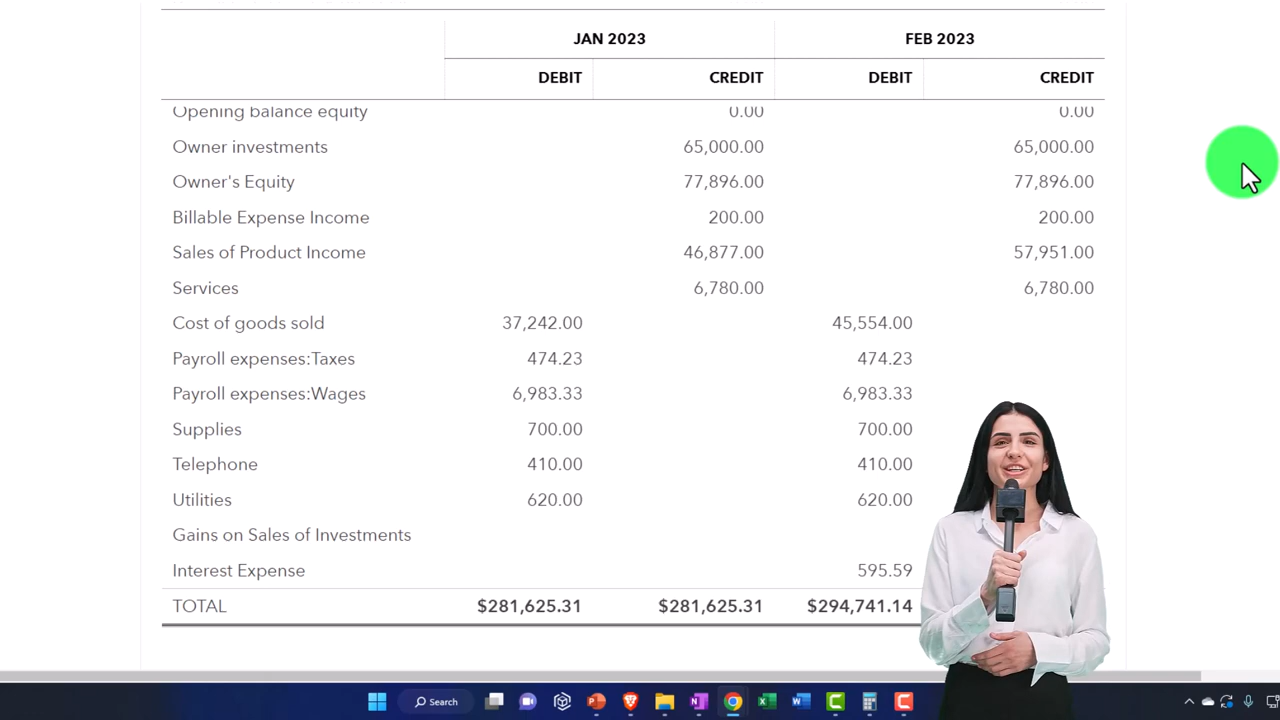 JAN 2023 FEB 2023
DEBIT CREDIT DEBIT CREDIT
Opening balance equity 0.00 0.00
Owner investments 65,000.00 65,000.00
Owner's Equity 77,896.00 77,896.00
Billable Expense Income 200.00 200.00
Sales of Product Income 46,877.00 57,951.00
Services 6,780.00 6,780.00
Cost of goods sold 37,242.00 45,554.00
Payroll expenses:Taxes 474.23 474.23
Payroll expenses:Wages 6,983.33 6,983.33
Supplies 700.00 700.00
Telephone 410.00 410.00
Utilities 620.00 620.00
Gains on Sales of Investments
Interest Expense 595.59
TOTAL $281,625.31 $281,625.31 $294,741.14
Search